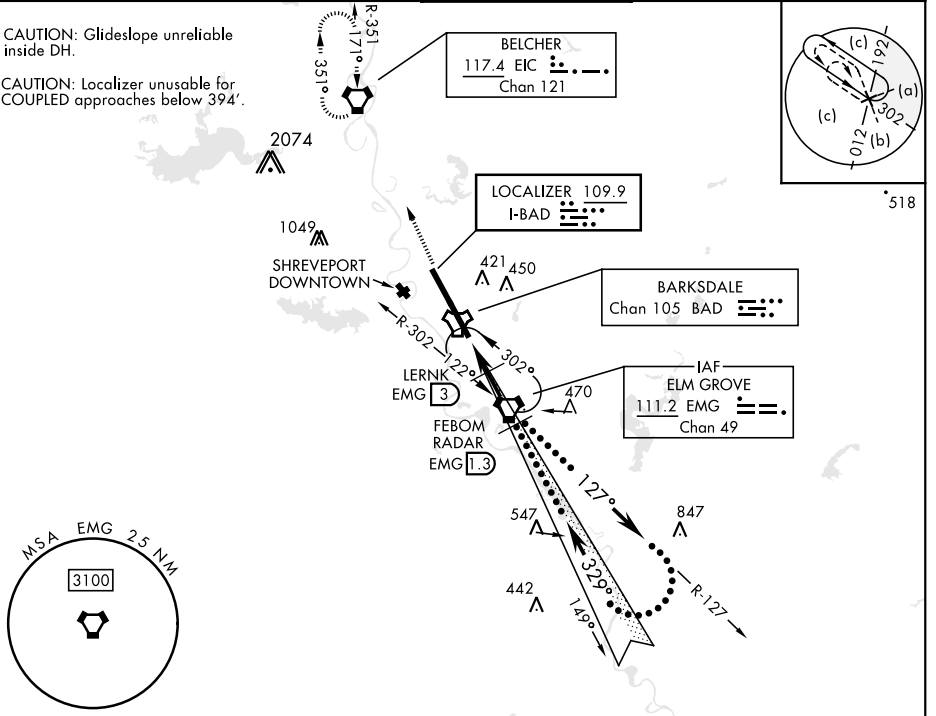 CAUTION: Glideslope unreliable
inside DH.
CAUTION: Localizer unusable for
COUPLED approaches below 394'.
R-351
171°
351°
BELCHER
117.4 EIC
Chan 121
(c)
192
(a)
302
(c)
012
(b)
2074
518
LOCALIZER 109.9
I-BAD
1049
SHREVEPORT
DOWNTOWN
421
450
BARKSDALE
Chan 105 BAD
R-302
122°
302°
LERNK
EMG 3
IAF
ELM GROVE
111.2 EMG
Chan 49
470
FEBOM
RADAR
EMG 1.3
127°
547
847
329°
442
149°
R-127
MSA EMG 25 NM
3100